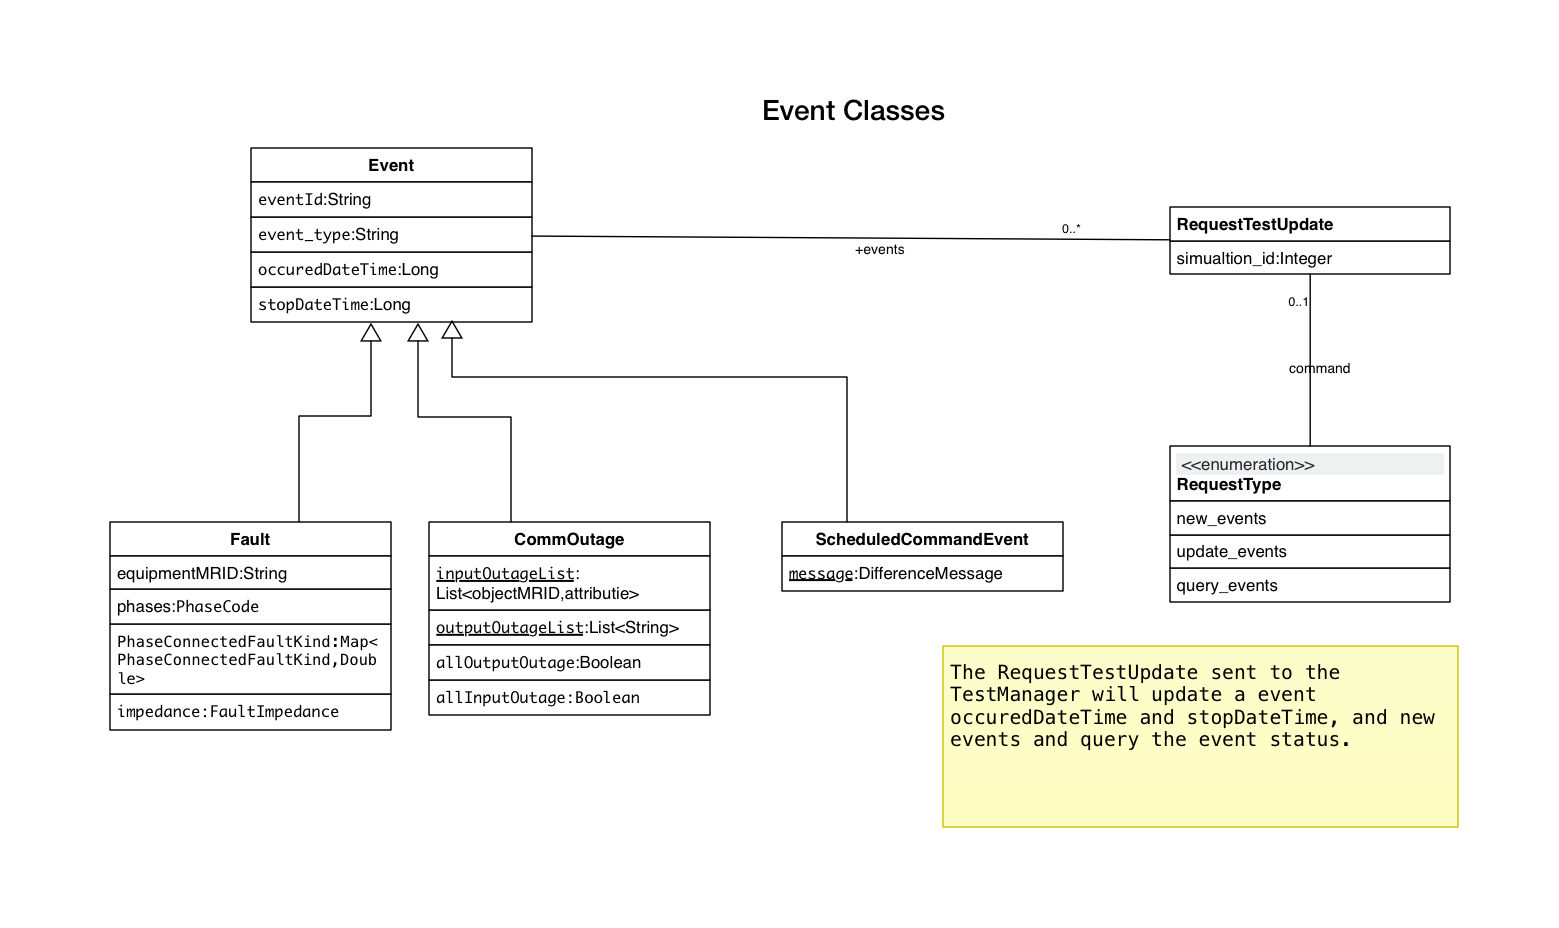 Event Classes
Event
eventId:String
event_type:String
occuredDateTime:Long
stopDateTime:Long
0..*
+events
RequestTestUpdate
simualtion_id:Integer
0..1
command
<<enumeration>>
RequestType
new_events
update_events
query_events
Fault
equipmentMRID:String
phases:PhaseCode
PhaseConnectedFaultKind:Map<
PhaseConnectedFaultKind,Doub
le>
impedance:FaultImpedance
CommOutage
inputOutageList:
List<objectMRID,attributie>
outputOutageList:List<String>
allOutputOutage:Boolean
allInputOutage:Boolean
ScheduledCommandEvent
message:DifferenceMessage
The RequestTestUpdate sent to the
TestManager will update a event
occuredDateTime and stopDateTime, and new
events and query the event status.